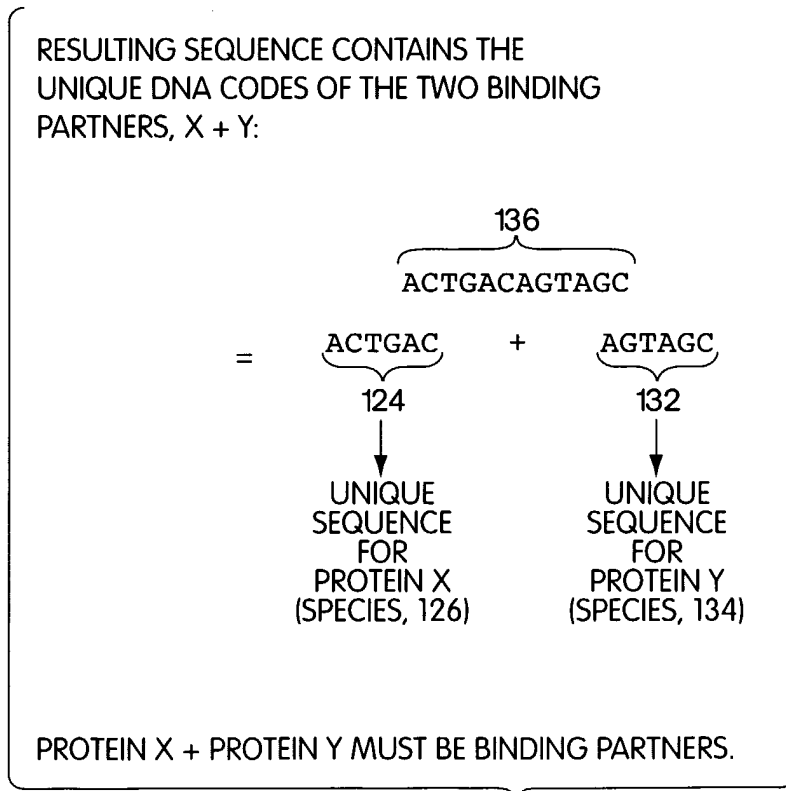 RESULTING SEQUENCE CONTAINS THE
UNIQUE DNA CODES OF THE TWO BINDING
PARTNERS, X + Y:
136
ACTGACAGTAGC
= ACTGAC + AGTAGC
124 132
UNIQUE UNIQUE
SEQUENCE SEQUENCE
FOR FOR
PROTEIN X PROTEIN Y
(SPECIES, 126) (SPECIES, 134)
PROTEIN X + PROTEIN Y MUST BE BINDING PARTNERS.